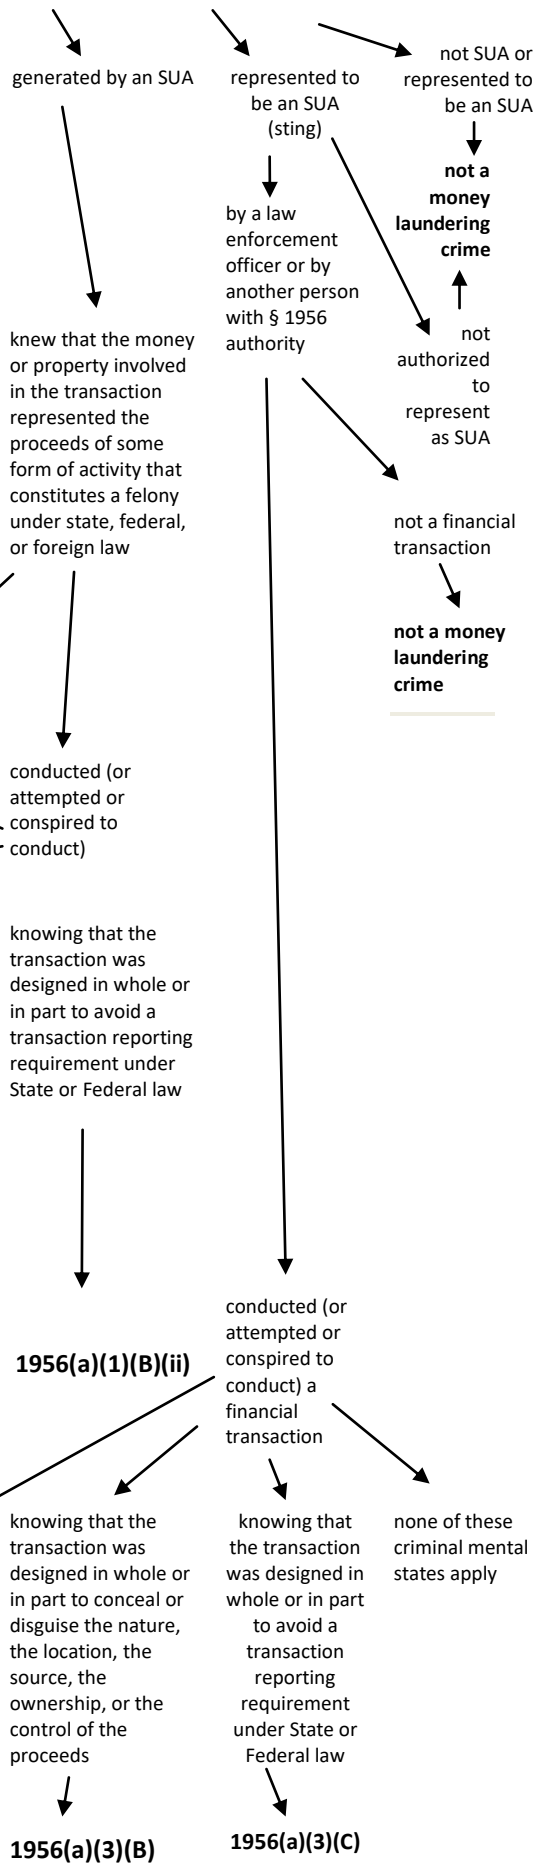 generated by an SUA
represented to
be an SUA
(sting)
not SUA or
represented to
be an SUA
not a
money
laundering
crime
by a law
enforcement
officer or by
another person
with § 1956
authority
not
authorized
to
represent
as SUA
knew that the money
or property involved
in the transaction
represented the
proceeds of some
form of activity that
constitutes a felony
under state, federal,
or foreign law
not a financial
transaction
not a money
laundering
crime
conducted (or
attempted or
conspired to
conduct)
knowing that the
transaction was
designed in whole or
in part to avoid a
transaction reporting
requirement under
State or Federal law
1956(a)(1)(B)(ii)
conducted (or
attempted or
conspired to
conduct) a
financial
transaction
knowing that the
transaction was
designed in whole or
in part to conceal or
disguise the nature,
the location, the
source, the
ownership, or the
control of the
proceeds
knowing that
the transaction
was designed in
whole or in part
to avoid a
transaction
reporting
requirement
under State or
Federal law
none of these
criminal mental
states apply
1956(a)(3)(B)
1956(a)(3)(C)